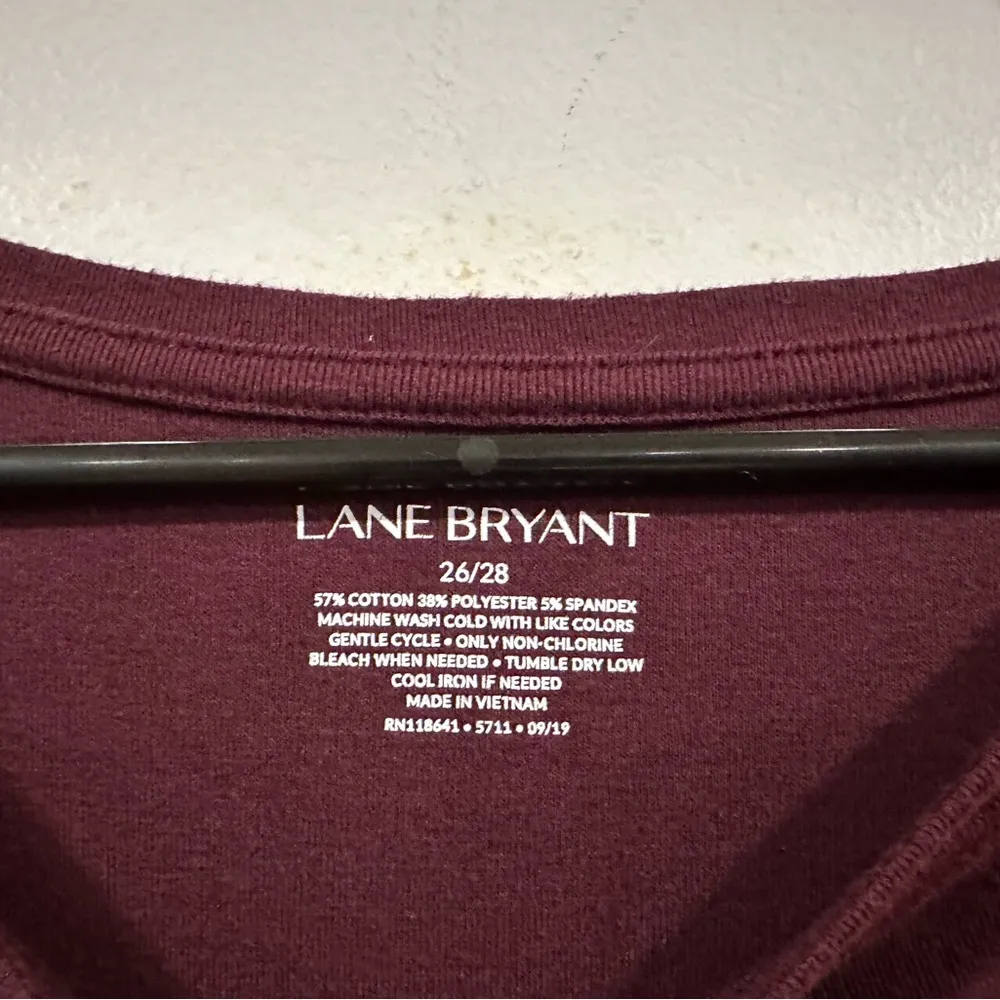 LANE BRYANT
26/28
57% COTTON 38% POLYESTER 5% SPANDEX
MACHINE WASH COLD WITH LIKE COLORS
GENTLE CYCLE • ONLY NON-CHLORINE
BLEACH WHEN NEEDED • TUMBLE DRY LOW
COOL IRON IF NEEDED
MADE IN VIETNAM
RN118641 • 5711 • 09/19